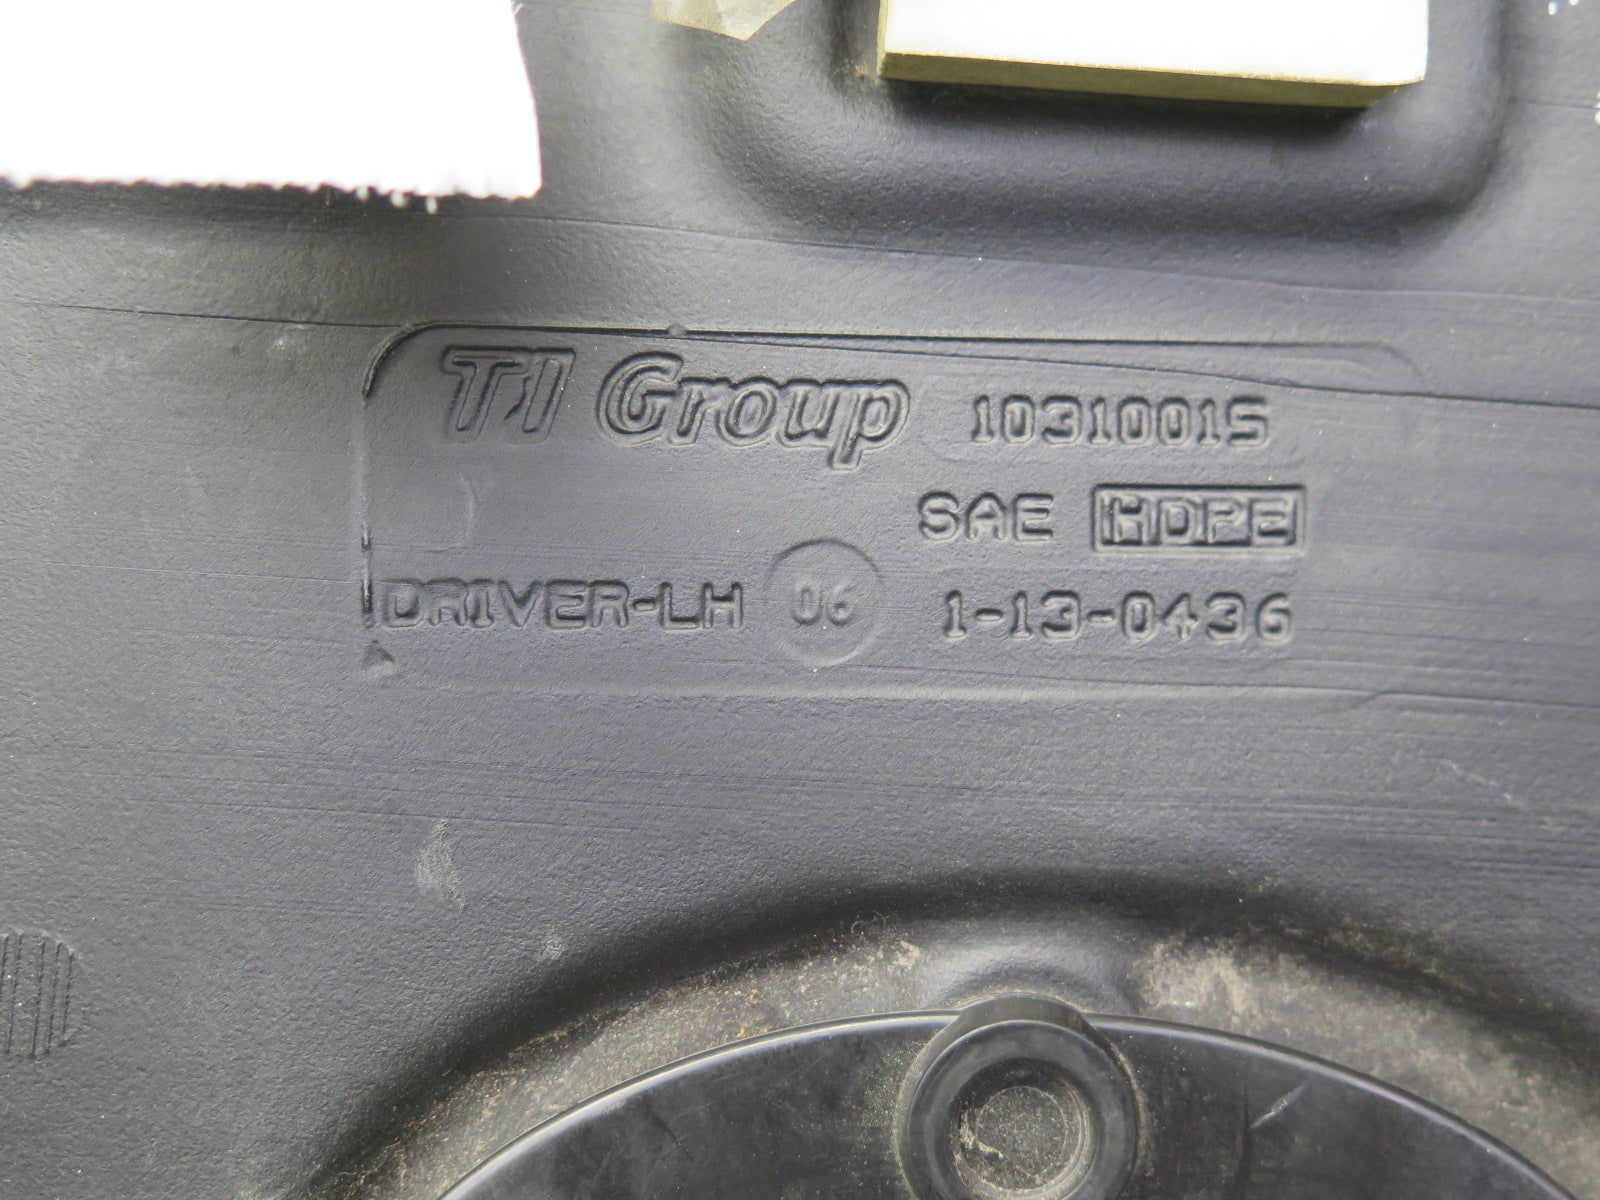 TI Group 10310015
SAE HDPE
DRIVER-LH 06 1-13-0436